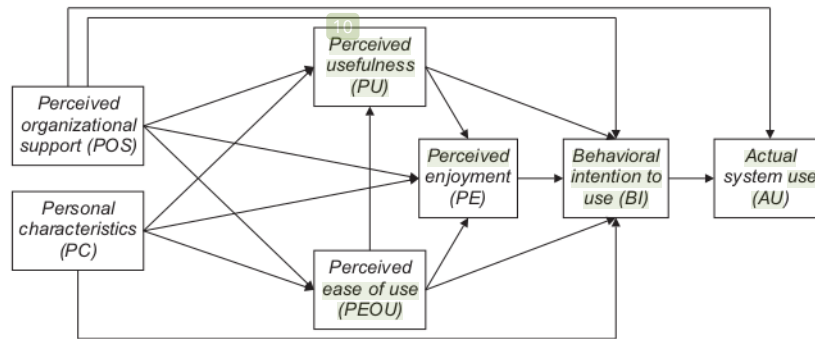 10
Perceived
usefulness
(PU)
Perceived
organizational
support (POS)
Perceived
enjoyment
(PE)
Behavioral
intention to
use (BI)
Actual
system use
(AU)
Personal
characteristics
(PC)
Perceived
ease of use
(PEOU)